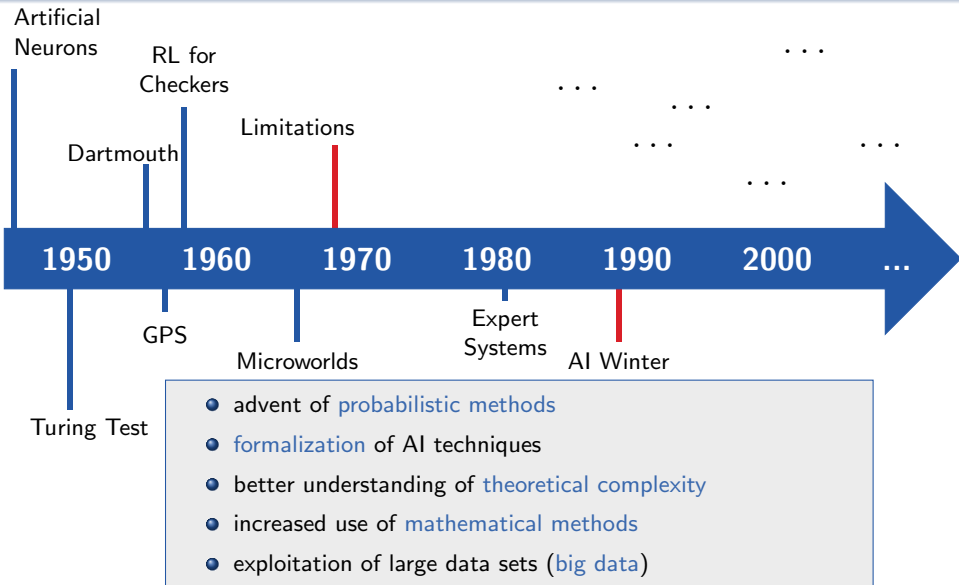 Artificial
Neurons
RL for
Checkers
Dartmouth
Limitations
. . .
. . .
. . .
. . .
. . .
. . .
1950 1960 1970 1980 1990 2000 ...
GPS
Microworlds
Expert
Systems
AI Winter
Turing Test
advent of probabilistic methods
formalization of AI techniques
better understanding of theoretical complexity
increased use of mathematical methods
exploitation of large data sets (big data)